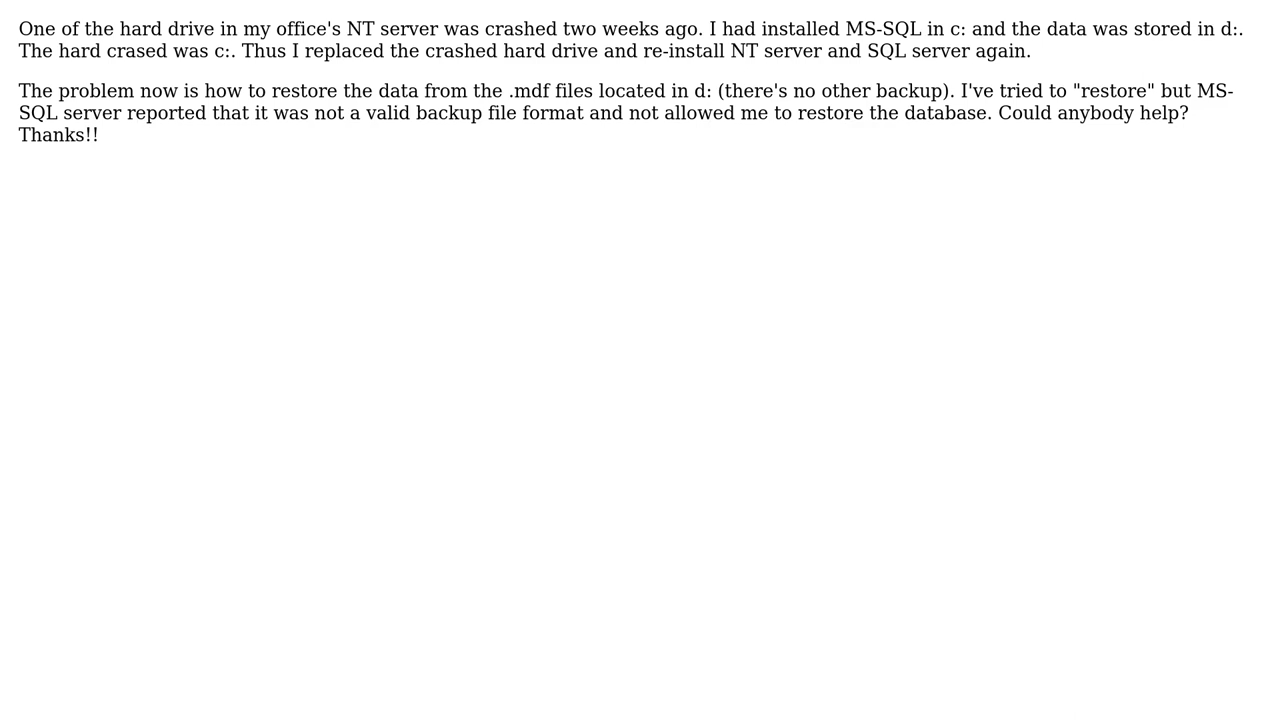 One of the hard drive in my office's NT server was crashed two weeks ago. I had installed MS-SQL in c: and the data was stored in d:.
The hard crased was c:. Thus I replaced the crashed hard drive and re-install NT server and SQL server again.
The problem now is how to restore the data from the .mdf files located in d: (there's no other backup). I've tried to "restore" but MS-
SQL server reported that it was not a valid backup file format and not allowed me to restore the database. Could anybody help?
Thanks!!